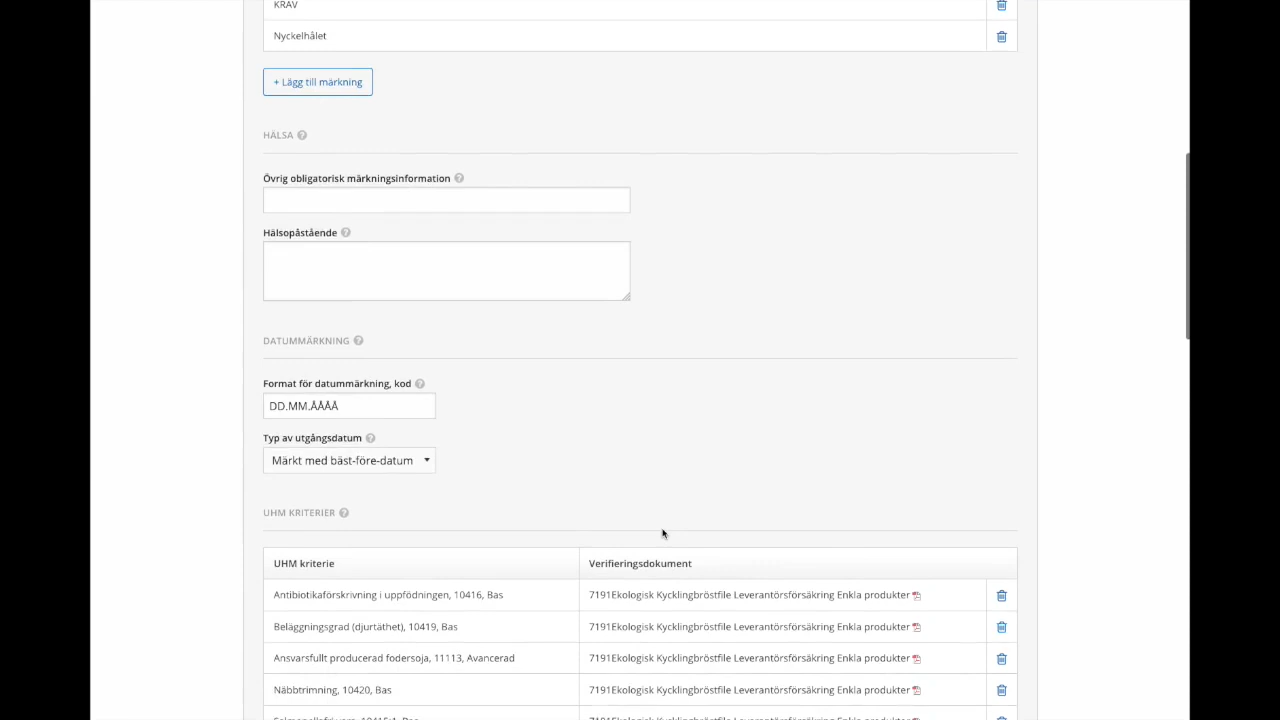 KRAV
Nyckelhålet
+ Lägg till märkning
HÄLSA
Övrig obligatorisk märkningsinformation
Hälsopåstående
DATUMMÄRKNING
Format för datummärkning, kod
DD.MM.ÅÅÅÅ
Typ av utgångsdatum
Märkt med bäst-före-datum
UHM KRITERIER
UHM kriterie Verifieringsdokument
Antibiotikaförskrivning i uppfödningen, 10416, Bas 7191Ekologisk Kycklingbröstfile Leverantörsförsäkring Enkla produkter
Beläggningsgrad (djurtäthet), 10419, Bas 7191Ekologisk Kycklingbröstfile Leverantörsförsäkring Enkla produkter
Ansvarsfullt producerad fodersoja, 11113, Avancerad 7191Ekologisk Kycklingbröstfile Leverantörsförsäkring Enkla produkter
Näbbtrimning, 10420, Bas 7191Ekologisk Kycklingbröstfile Leverantörsförsäkring Enkla produkter